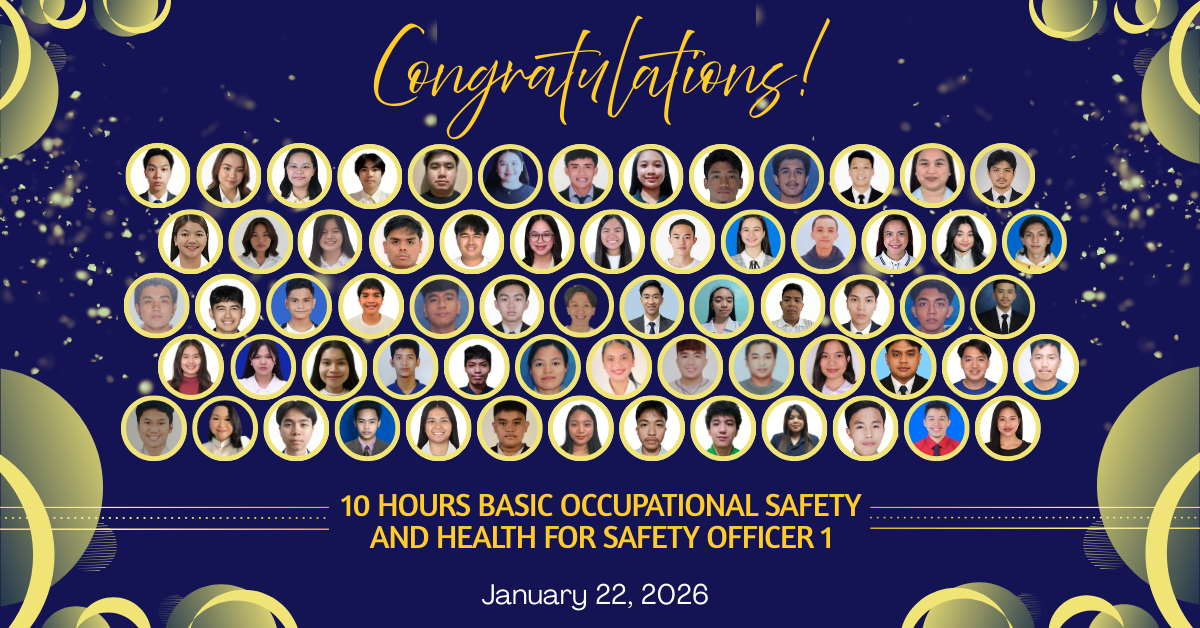 Congratulations!
10 HOURS BASIC OCCUPATIONAL SAFETY
AND HEALTH FOR SAFETY OFFICER 1
January 22, 2026